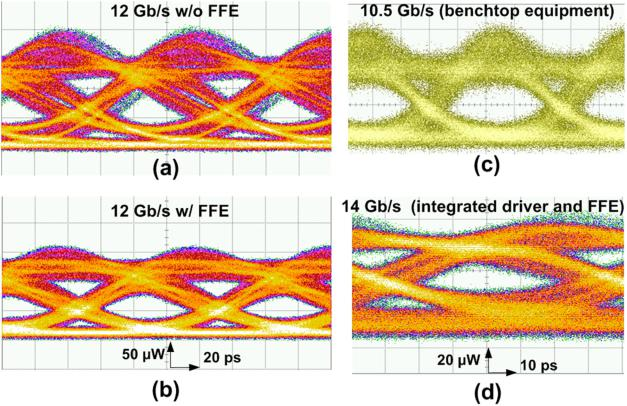 12 Gb/s w/o FFE
(a)
10.5 Gb/s (benchtop equipment)
(c)
12 Gb/s w/ FFE
50 µW
20 ps
(b)
14 Gb/s (integrated driver and FFE)
20 µW
10 ps
(d)